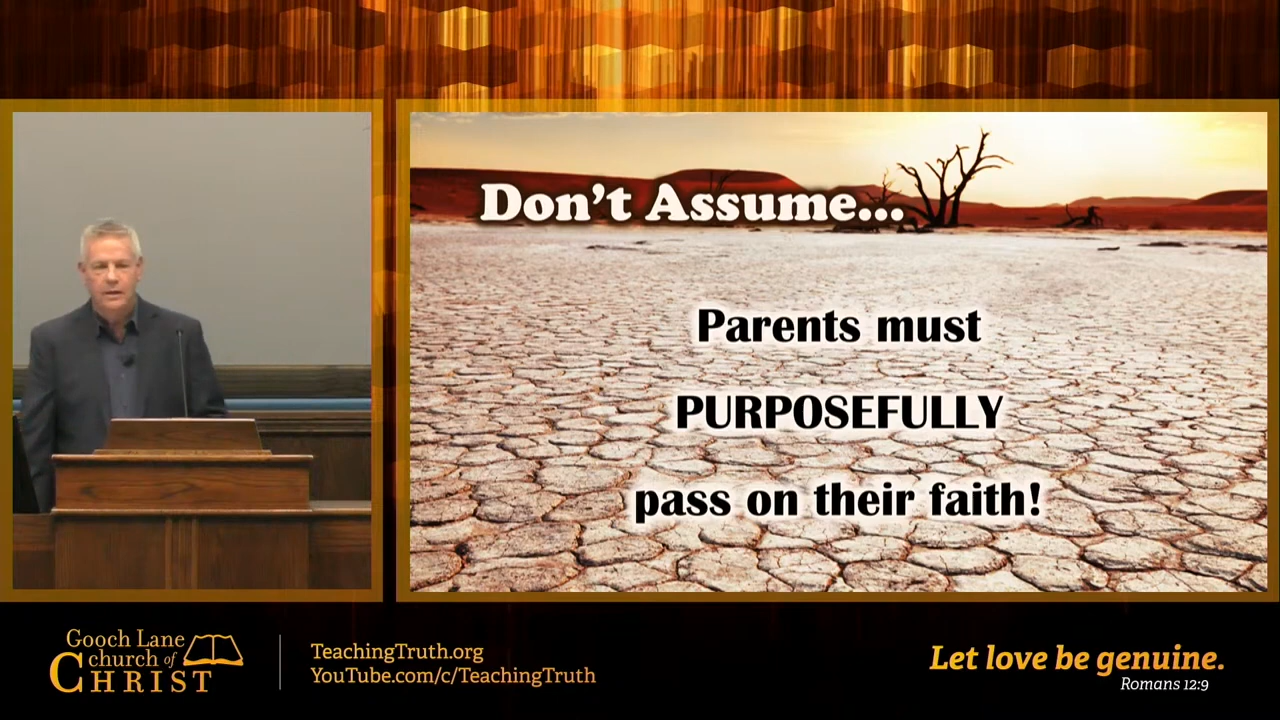 Don't Assume...
Parents must
PURPOSEFULLY
pass on their faith!
Gooch Lane
church of
CHRIST
TeachingTruth.org
YouTube.com/c/TeachingTruth
Let love be genuine.
Romans 12:9